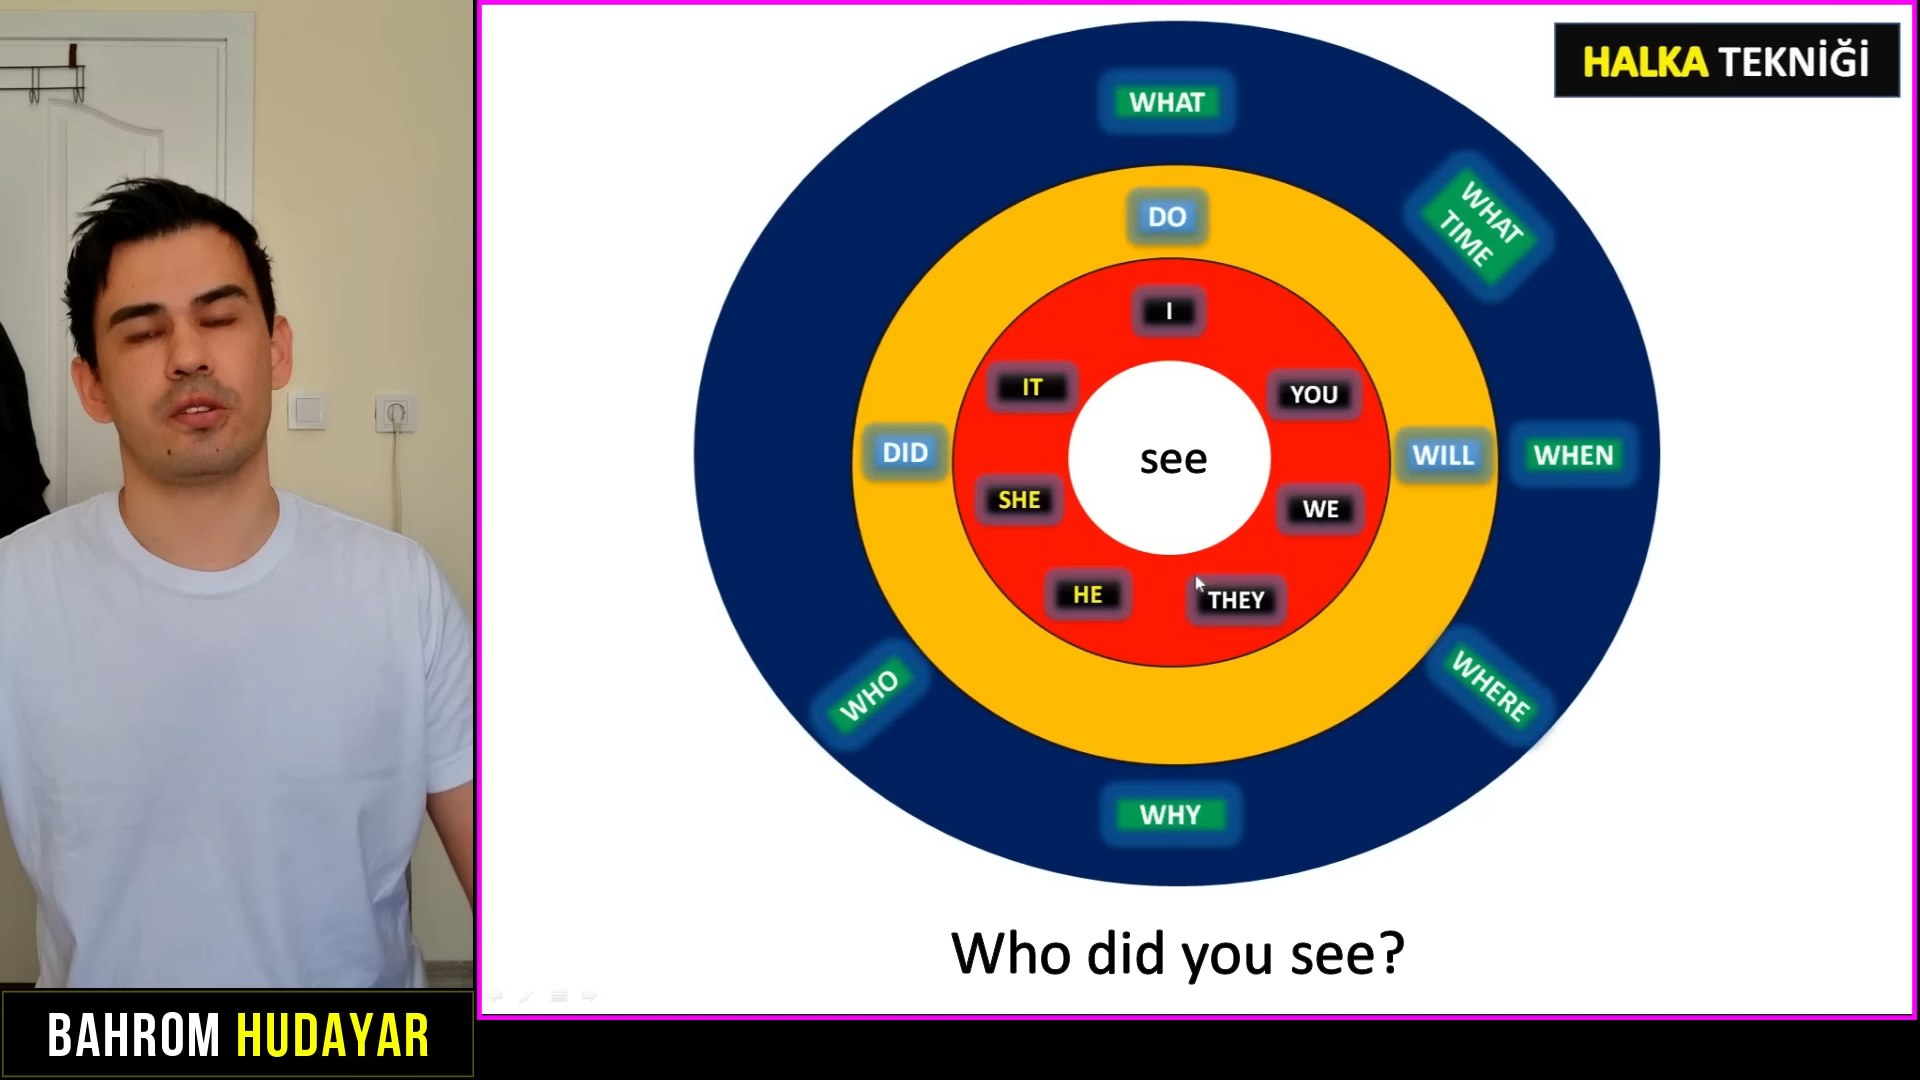 HALKA TEKNİĞİ
WHAT
WHAT
TIME
DO
I
IT
YOU
DID
see
WILL
WHEN
SHE
WE
HE
THEY
WHO
WHERE
WHY
Who did you see?
BAHROM HUDAYAR